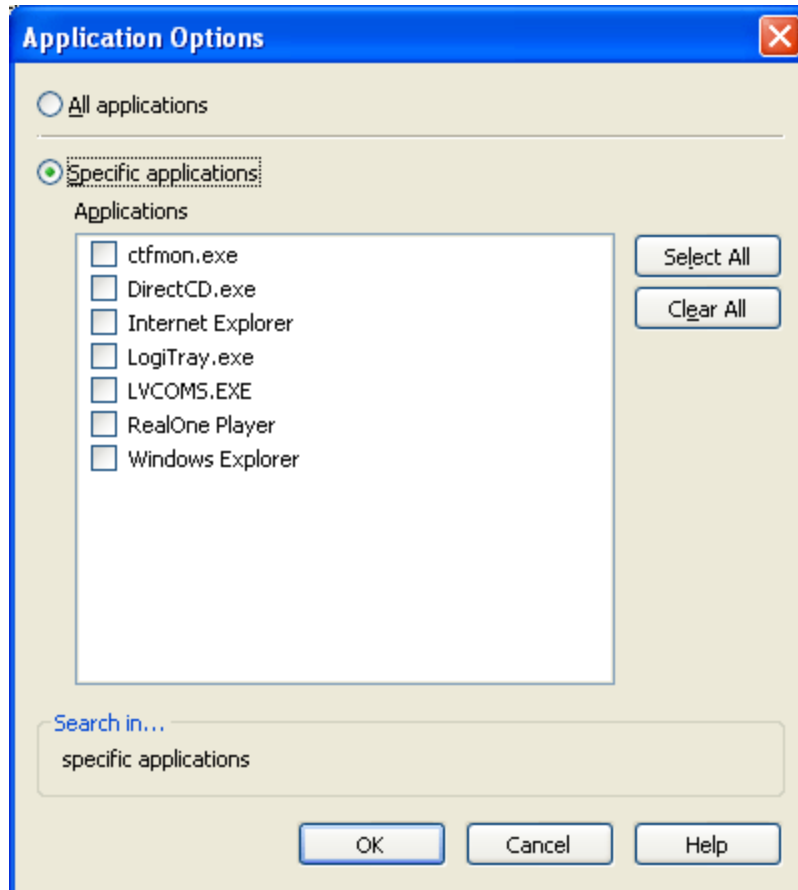 Application Options
All applications
Specific applications
Applications
ctfmon.exe
Select All
DirectCD.exe
Clear All
Internet Explorer
LogiTray.exe
LVCOMS.EXE
RealOne Player
Windows Explorer
Search in...
specific applications
OK Cancel Help